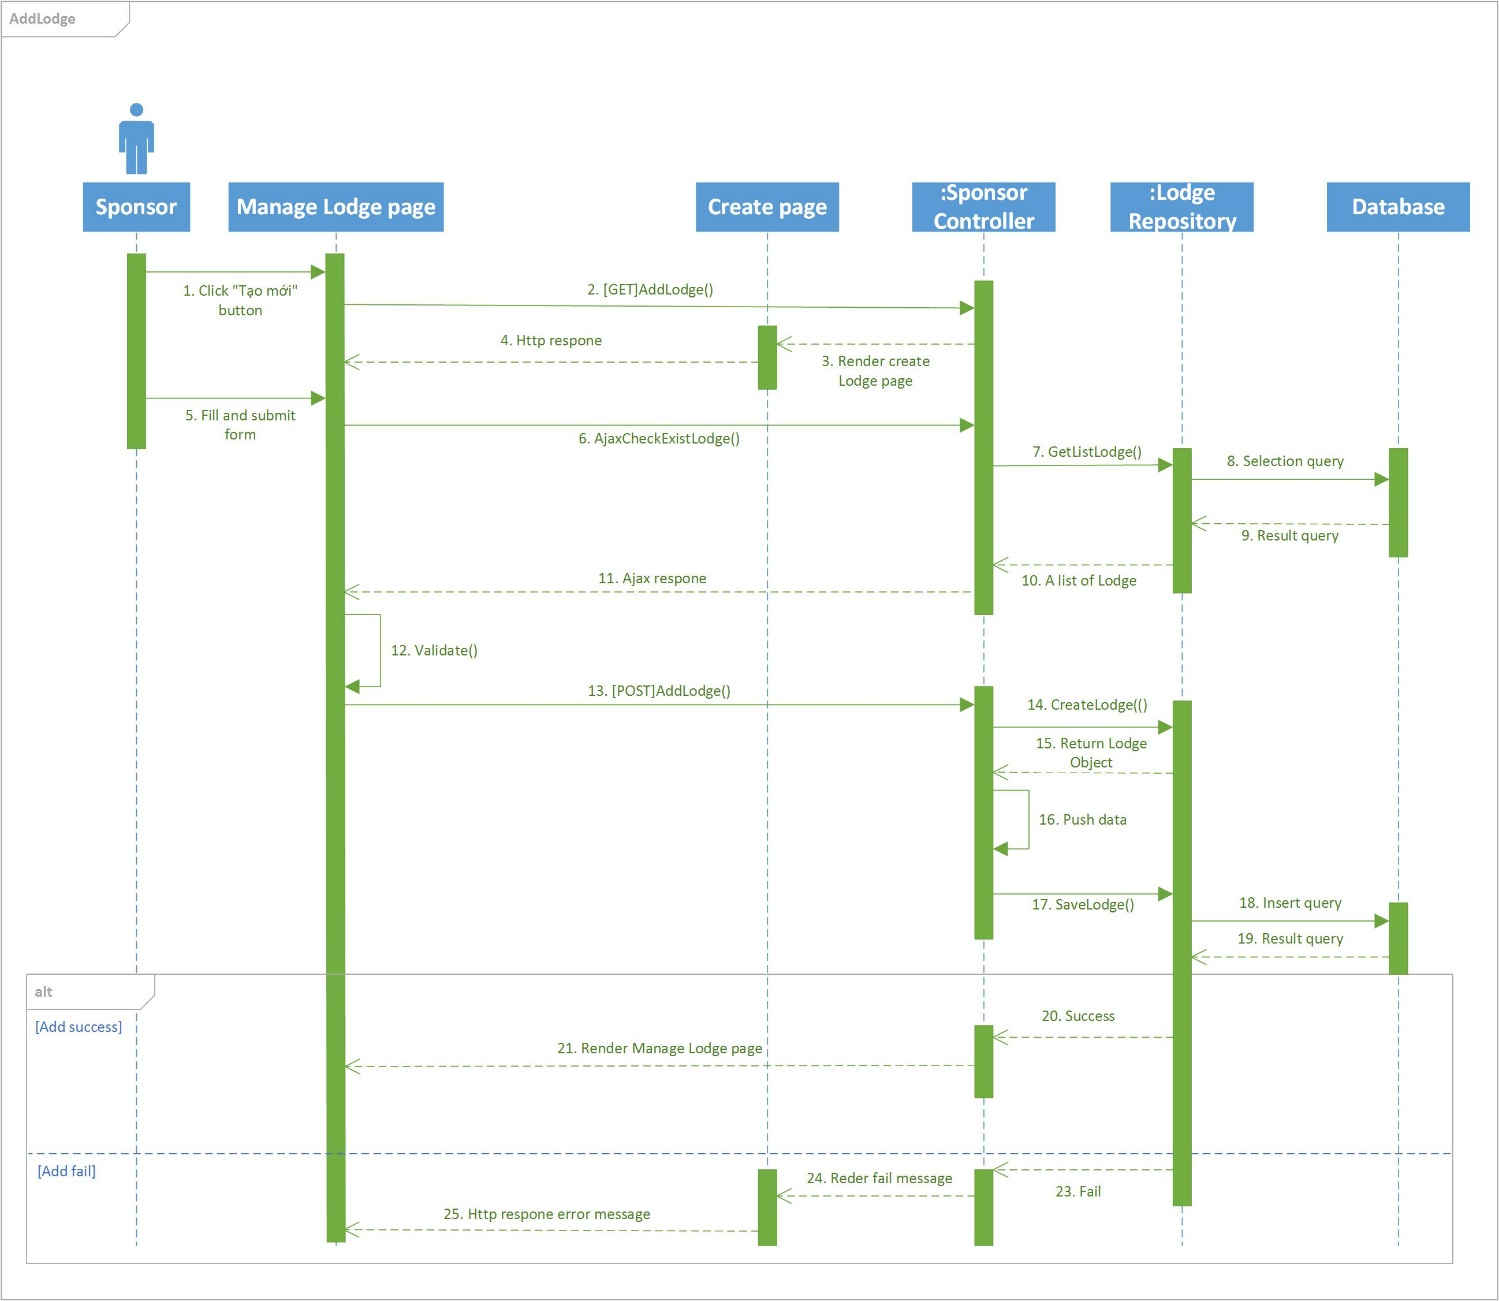 AddLodge
Sponsor
Manage Lodge page
Create page
:Sponsor
Controller
:Lodge
Repository
Database
1. Click "Tạo mới"
button
2. [GET]AddLodge()
3. Render create
Lodge page
4. Http respone
5. Fill and submit
form
6. AjaxCheckExistLodge()
7. GetListLodge()
8. Selection query
9. Result query
10. A list of Lodge
11. Ajax respone
12. Validate()
13. [POST]AddLodge()
14. CreateLodge(()
15. Return Lodge
Object
16. Push data
17. SaveLodge()
18. Insert query
19. Result query
alt
[Add success]
20. Success
21. Render Manage Lodge page
[Add fail]
23. Fail
24. Reder fail message
25. Http respone error message